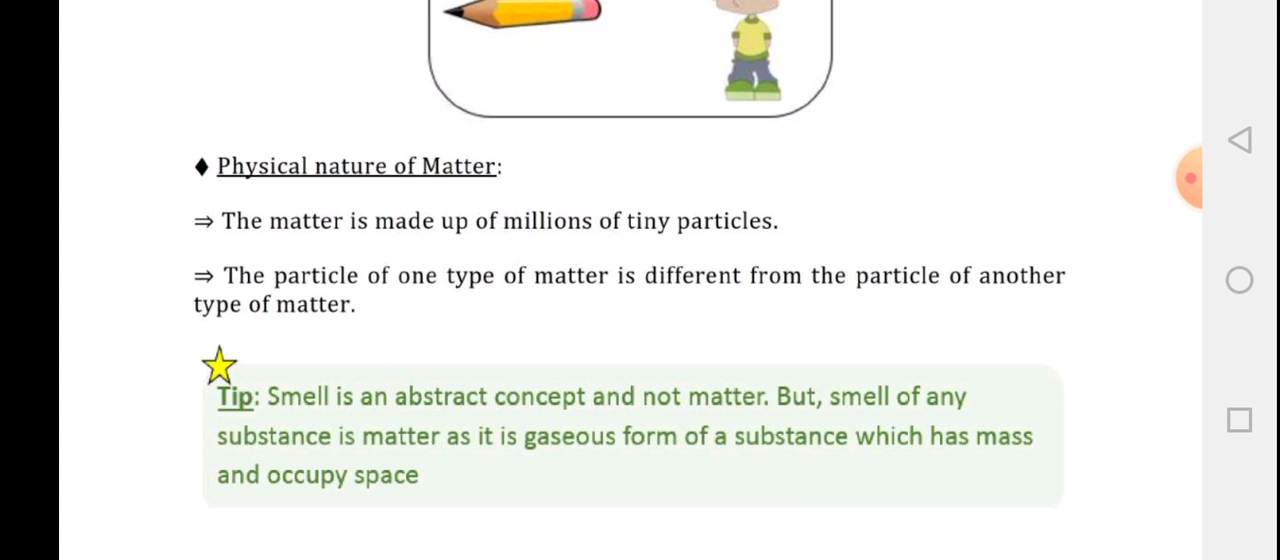 ♦ Physical nature of Matter:
⇒ The matter is made up of millions of tiny particles.
⇒ The particle of one type of matter is different from the particle of another
type of matter.
Tip: Smell is an abstract concept and not matter. But, smell of any
substance is matter as it is gaseous form of a substance which has mass
and occupy space